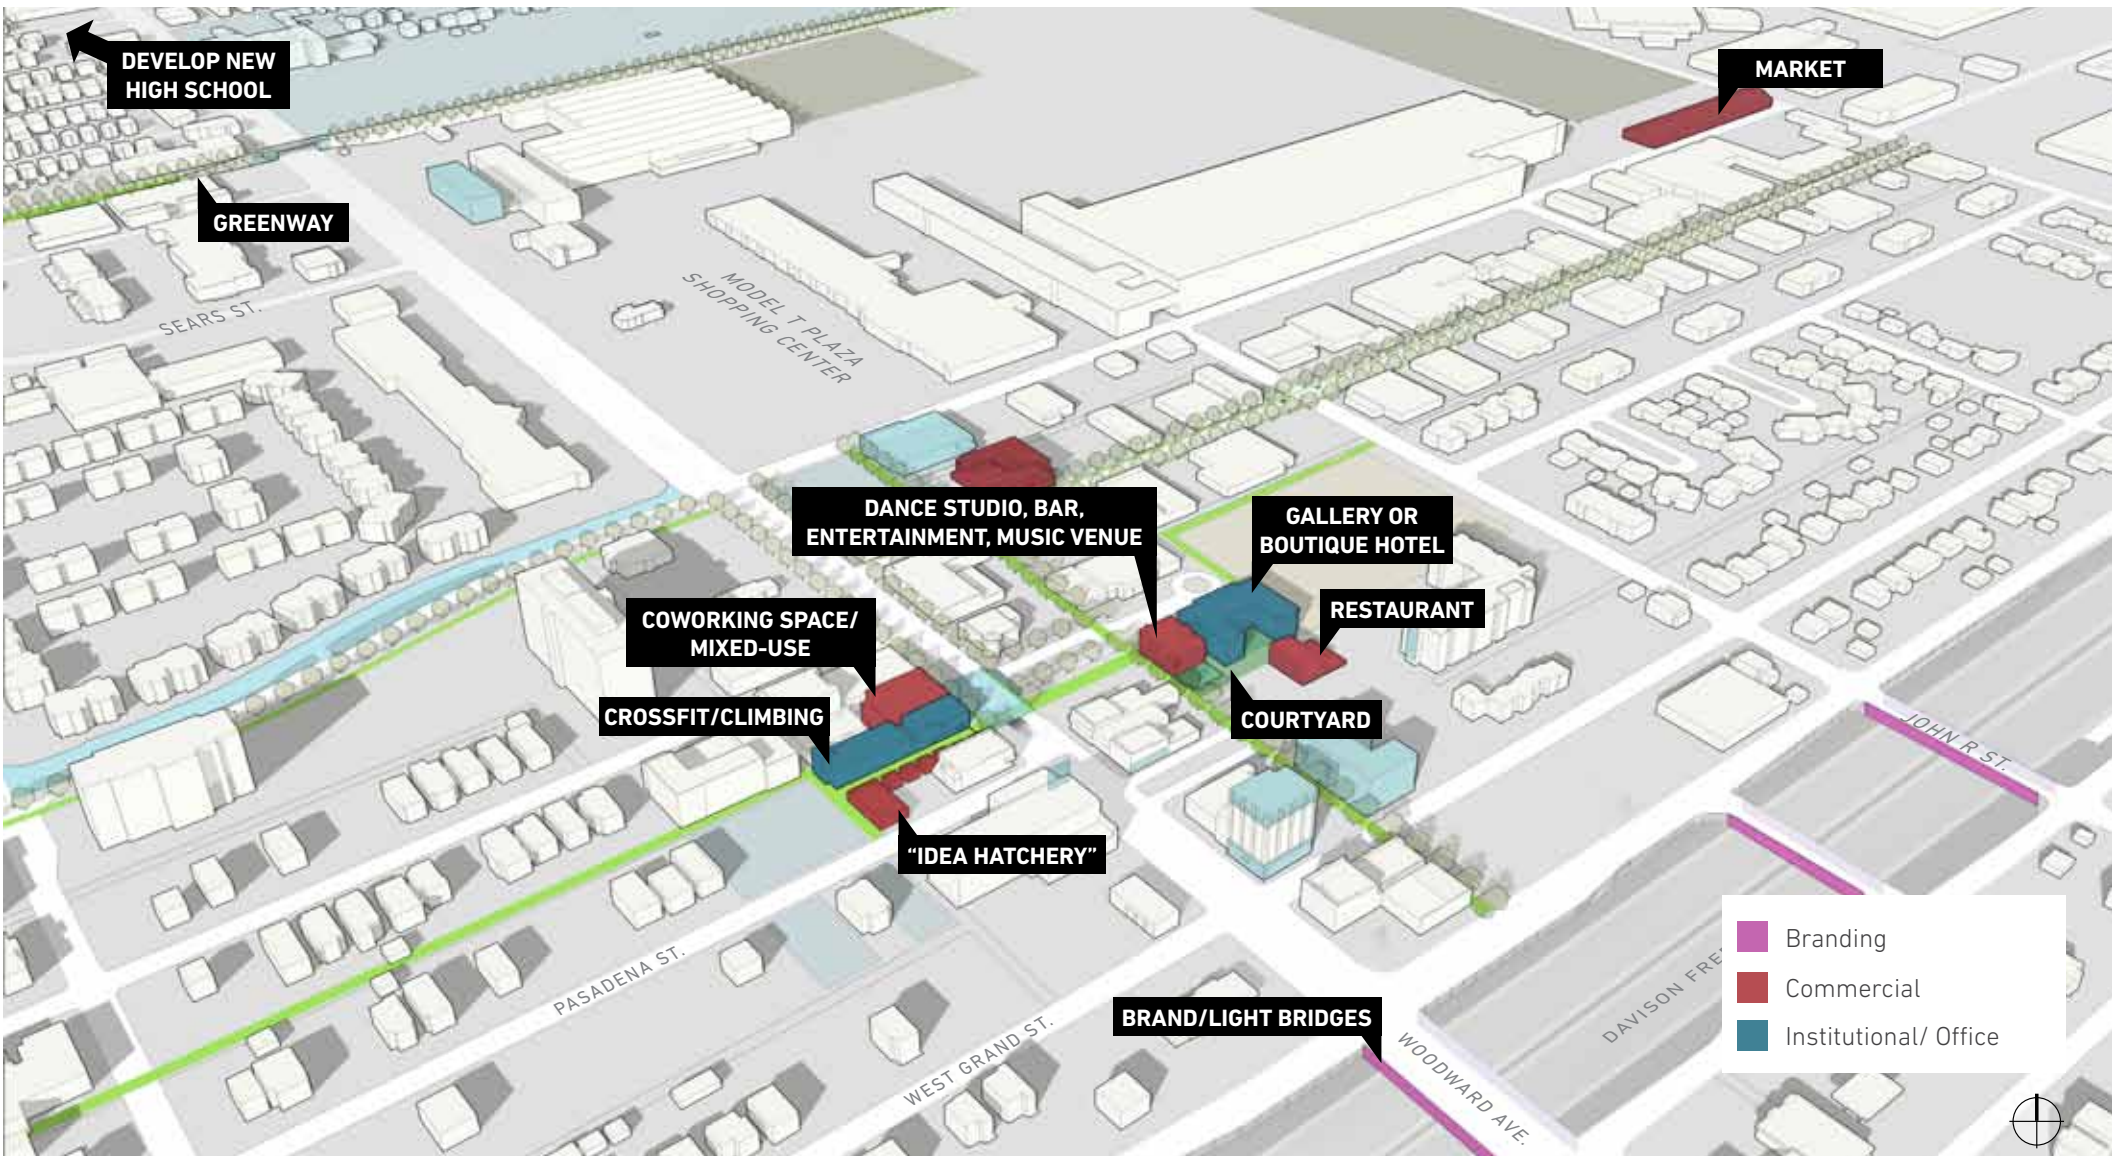 DEVELOP NEW
HIGH SCHOOL
MARKET
GREENWAY
SEARS ST.
MODEL T PLAZA
SHOPPING CENTER
DANCE STUDIO, BAR,
ENTERTAINMENT, MUSIC VENUE
GALLERY OR
BOUTIQUE HOTEL
RESTAURANT
COWORKING SPACE/
MIXED-USE
CROSSFIT/CLIMBING
COURTYARD
JOHN R ST.
“IDEA HATCHERY”
PASADENA ST.
WEST GRAND ST.
BRAND/LIGHT BRIDGES
WOODWARD AVE.
DAVISON FRE
Branding
Commercial
Institutional/ Office